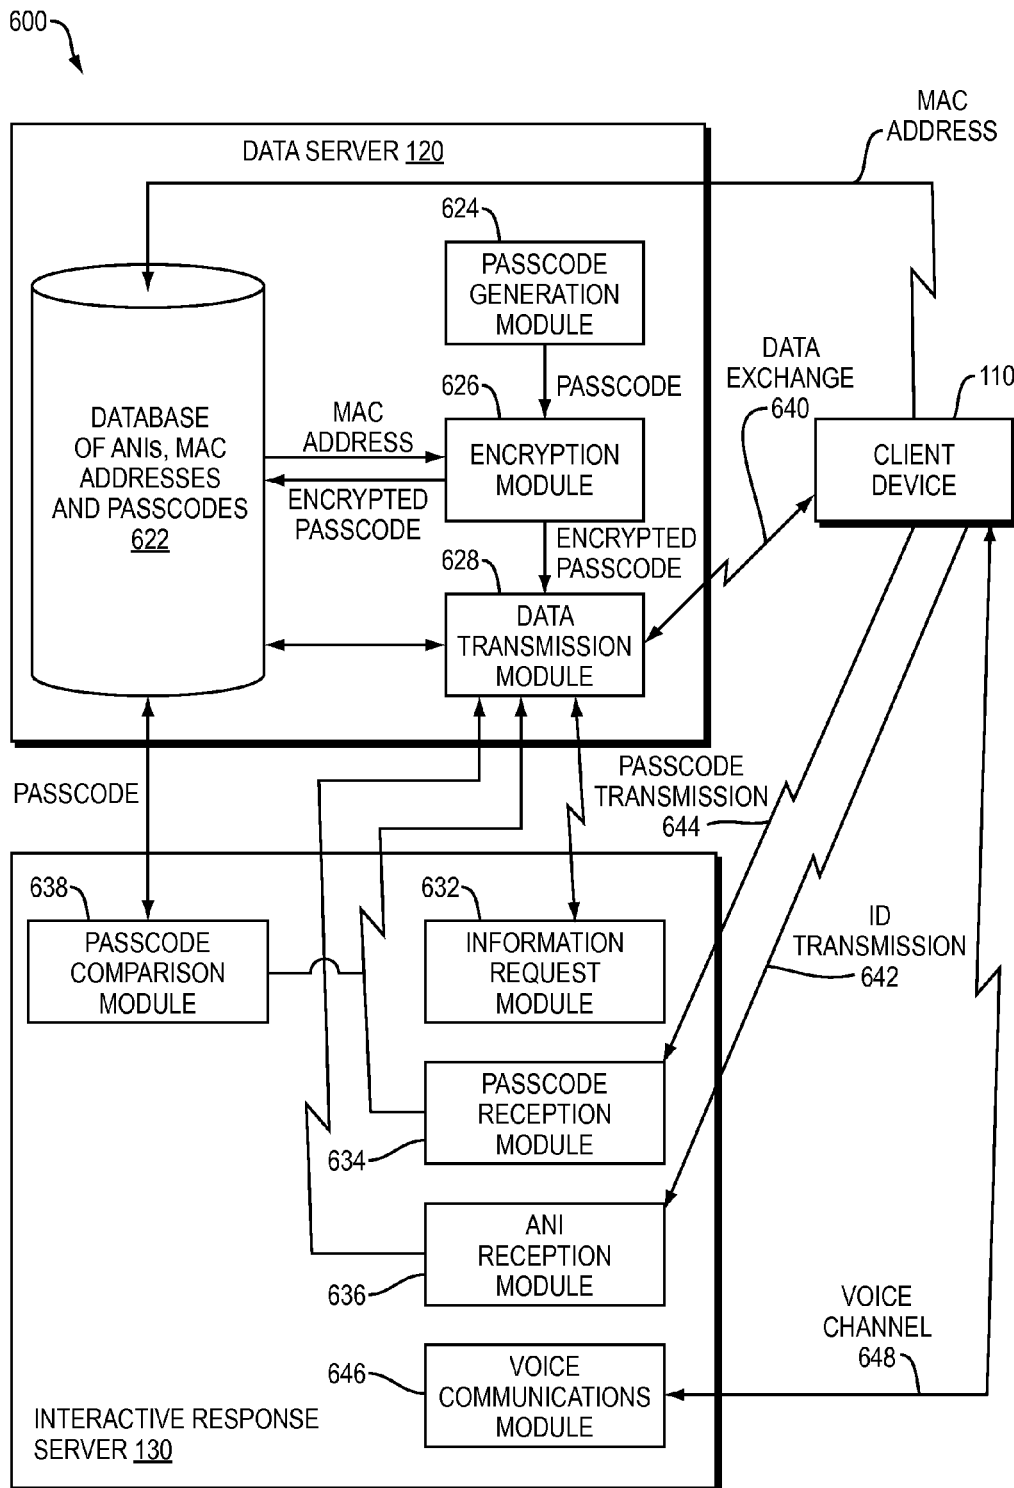 600
MAC
ADDRESS
DATA SERVER 120
624
PASSCODE
GENERATION
MODULE
PASSCODE
626
MAC
ADDRESS
ENCRYPTION
MODULE
ENCRYPTED
PASSCODE
ENCRYPTED
PASSCODE
DATABASE
OF ANIs, MAC
ADDRESSES
AND PASSCODES
622
628
DATA
TRANSMISSION
MODULE
DATA
EXCHANGE
640
110
CLIENT
DEVICE
PASSCODE
PASSCODE
TRANSMISSION
644
ID
TRANSMISSION
642
638
PASSCODE
COMPARISON
MODULE
632
INFORMATION
REQUEST
MODULE
PASSCODE
RECEPTION
MODULE
634
ANI
RECEPTION
MODULE
636
VOICE
CHANNEL
648
646
VOICE
COMMUNICATIONS
MODULE
INTERACTIVE RESPONSE
SERVER 130